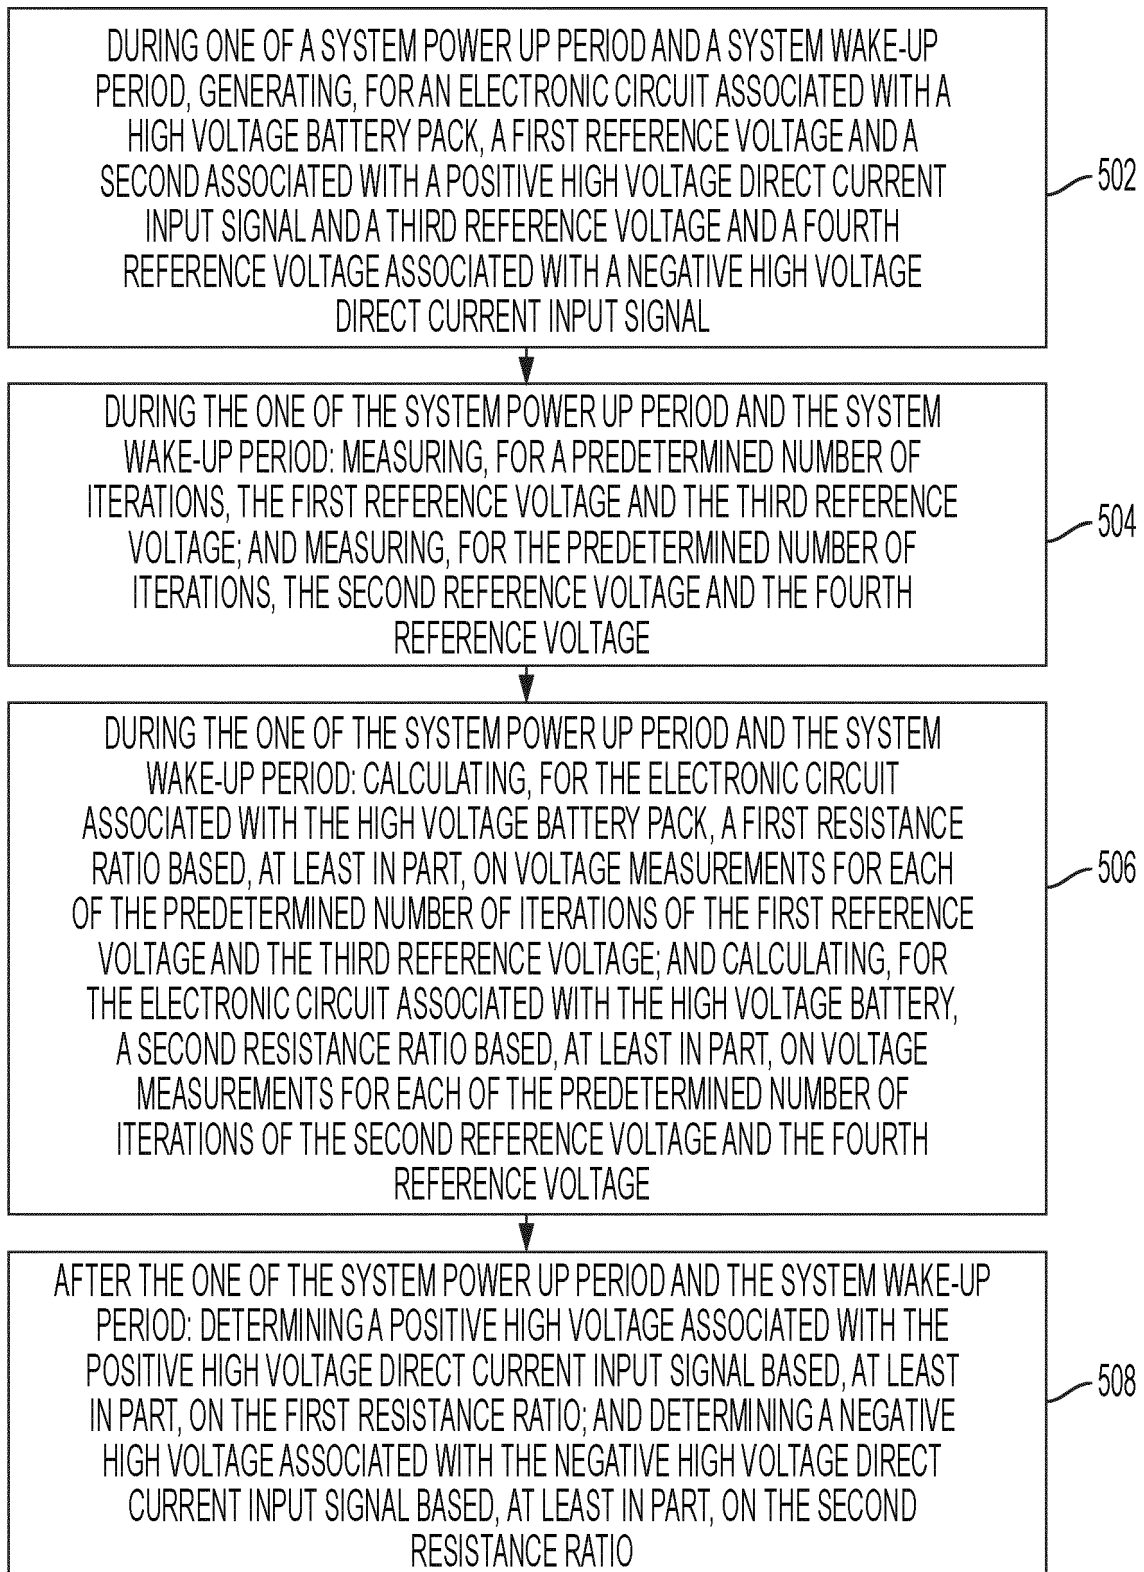 DURING ONE OF A SYSTEM POWER UP PERIOD AND A SYSTEM WAKE-UP
PERIOD, GENERATING, FOR AN ELECTRONIC CIRCUIT ASSOCIATED WITH A
HIGH VOLTAGE BATTERY PACK, A FIRST REFERENCE VOLTAGE AND A
SECOND ASSOCIATED WITH A POSITIVE HIGH VOLTAGE DIRECT CURRENT
INPUT SIGNAL AND A THIRD REFERENCE VOLTAGE AND A FOURTH
REFERENCE VOLTAGE ASSOCIATED WITH A NEGATIVE HIGH VOLTAGE
DIRECT CURRENT INPUT SIGNAL
502
DURING THE ONE OF THE SYSTEM POWER UP PERIOD AND THE SYSTEM
WAKE-UP PERIOD: MEASURING, FOR A PREDETERMINED NUMBER OF
ITERATIONS, THE FIRST REFERENCE VOLTAGE AND THE THIRD REFERENCE
VOLTAGE; AND MEASURING, FOR THE PREDETERMINED NUMBER OF
ITERATIONS, THE SECOND REFERENCE VOLTAGE AND THE FOURTH
REFERENCE VOLTAGE
504
DURING THE ONE OF THE SYSTEM POWER UP PERIOD AND THE SYSTEM
WAKE-UP PERIOD: CALCULATING, FOR THE ELECTRONIC CIRCUIT
ASSOCIATED WITH THE HIGH VOLTAGE BATTERY PACK, A FIRST RESISTANCE
RATIO BASED, AT LEAST IN PART, ON VOLTAGE MEASUREMENTS FOR EACH
OF THE PREDETERMINED NUMBER OF ITERATIONS OF THE FIRST REFERENCE
VOLTAGE AND THE THIRD REFERENCE VOLTAGE; AND CALCULATING, FOR
THE ELECTRONIC CIRCUIT ASSOCIATED WITH THE HIGH VOLTAGE BATTERY,
A SECOND RESISTANCE RATIO BASED, AT LEAST IN PART, ON VOLTAGE
MEASUREMENTS FOR EACH OF THE PREDETERMINED NUMBER OF
ITERATIONS OF THE SECOND REFERENCE VOLTAGE AND THE FOURTH
REFERENCE VOLTAGE
506
AFTER THE ONE OF THE SYSTEM POWER UP PERIOD AND THE SYSTEM WAKE-UP
PERIOD: DETERMINING A POSITIVE HIGH VOLTAGE ASSOCIATED WITH THE
POSITIVE HIGH VOLTAGE DIRECT CURRENT INPUT SIGNAL BASED, AT LEAST
IN PART, ON THE FIRST RESISTANCE RATIO; AND DETERMINING A NEGATIVE
HIGH VOLTAGE ASSOCIATED WITH THE NEGATIVE HIGH VOLTAGE DIRECT
CURRENT INPUT SIGNAL BASED, AT LEAST IN PART, ON THE SECOND
RESISTANCE RATIO
508